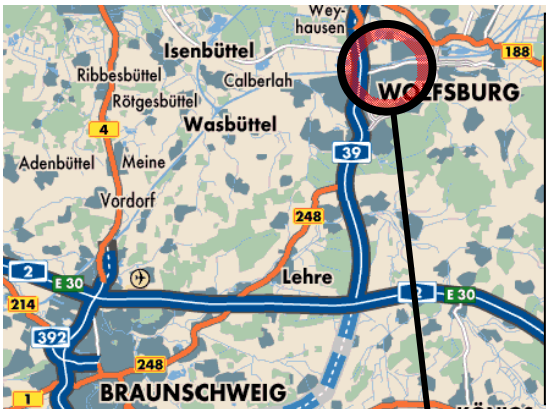 Wey-
hausen
188
Isenbüttel
Ribbesbüttel
Calberlah
WOLFSBURG
Rötgesbüttel
4
Wasbüttel
39
Adenbüttel
Meine
Vordorf
248
2
E 30
Lehre
2
E 30
214
392
248
1
BRAUNSCHWEIG